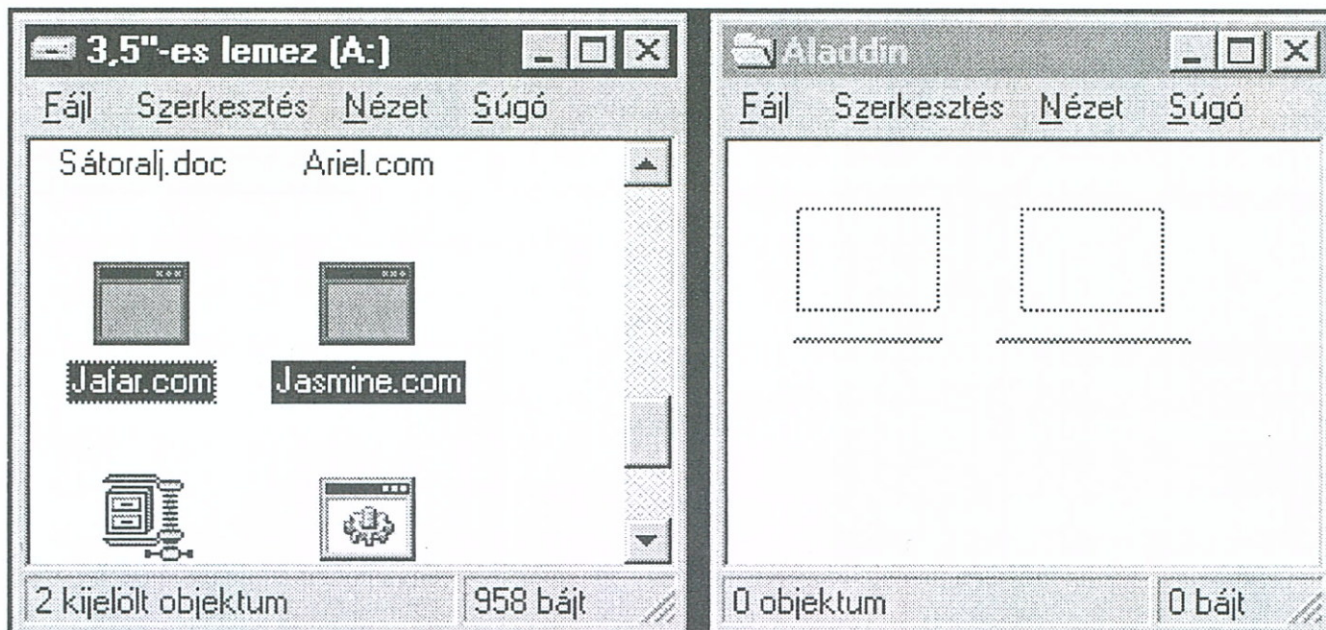 3,5"-es lemez (A:)
Fájl Szerkesztés Nézet Súgó
Sátoralj.doc Ariel.com
Jafar.com Jasmine.com
2 kijelölt objektum 958 bájt
Aladdin
Fájl Szerkesztés Nézet Súgó
0 objektum 0 bájt